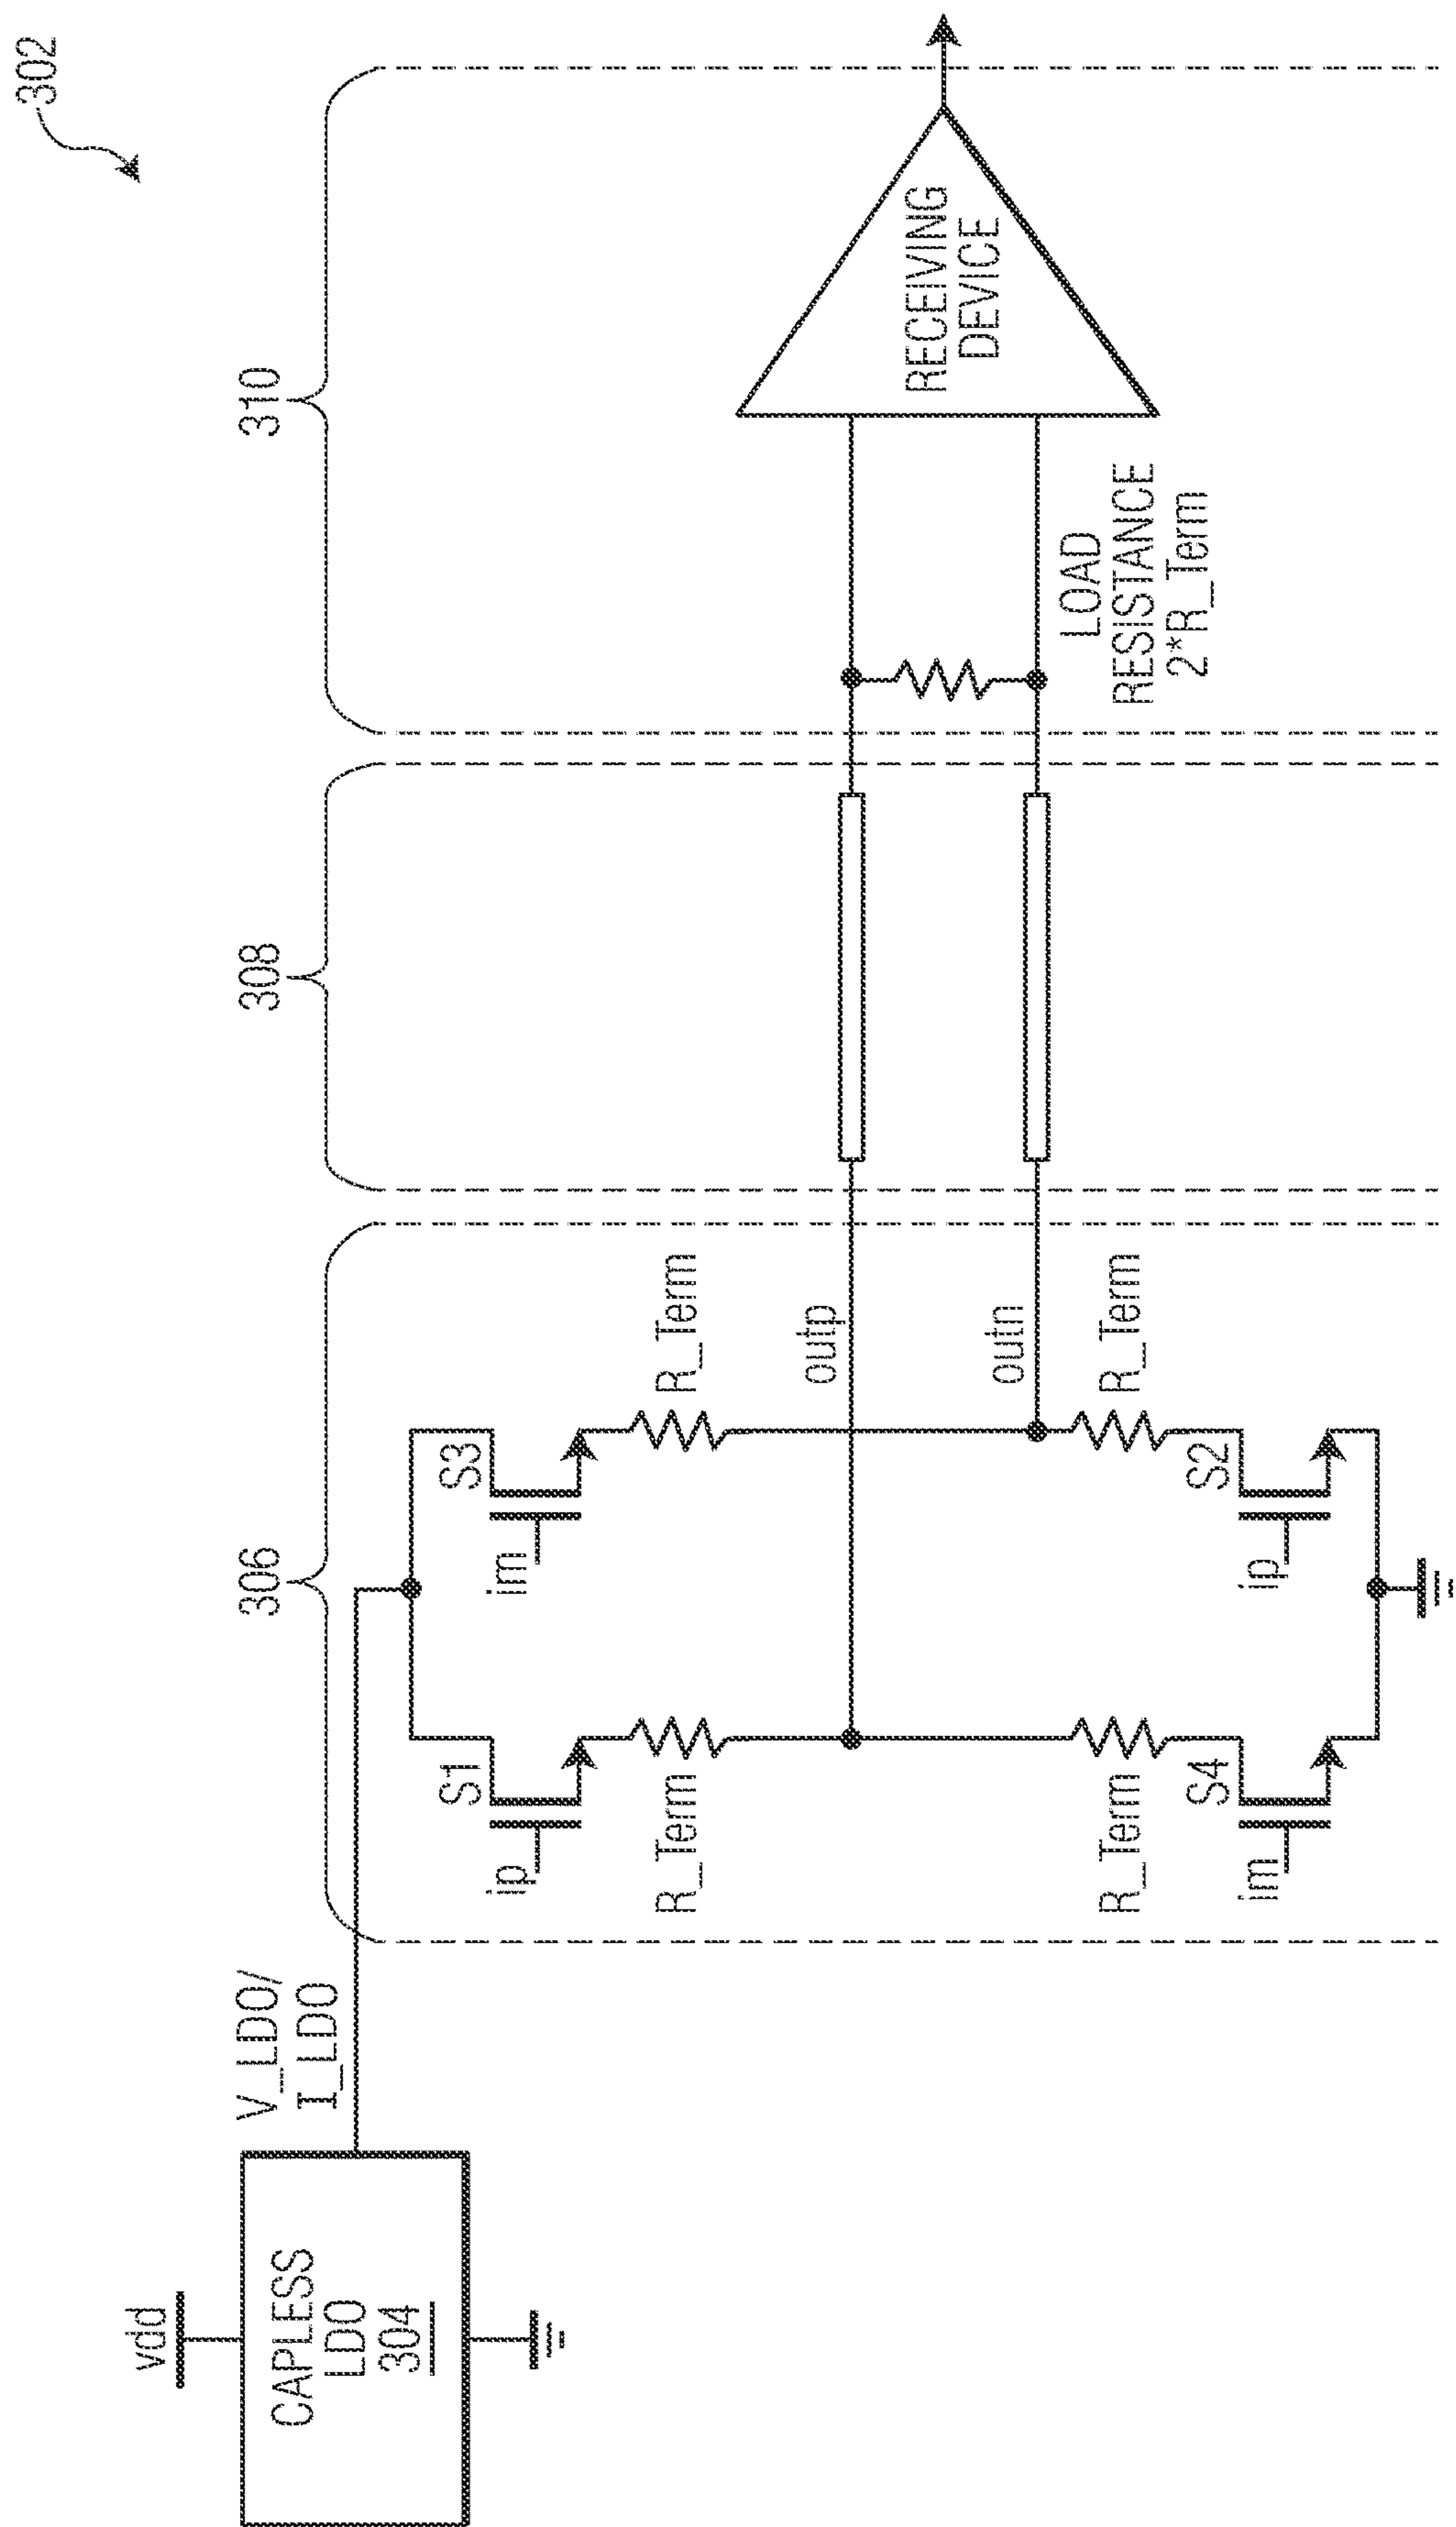 302
306
308
310
vdd
CAPLESS
LDO
304
V_LDO/
I_LDO
ip
S1
im
S3
R_Term
R_Term
outp
outn
R_Term
R_Term
im
S4
ip
S2
LOAD
RESISTANCE
2*R_Term
RECEIVING
DEVICE